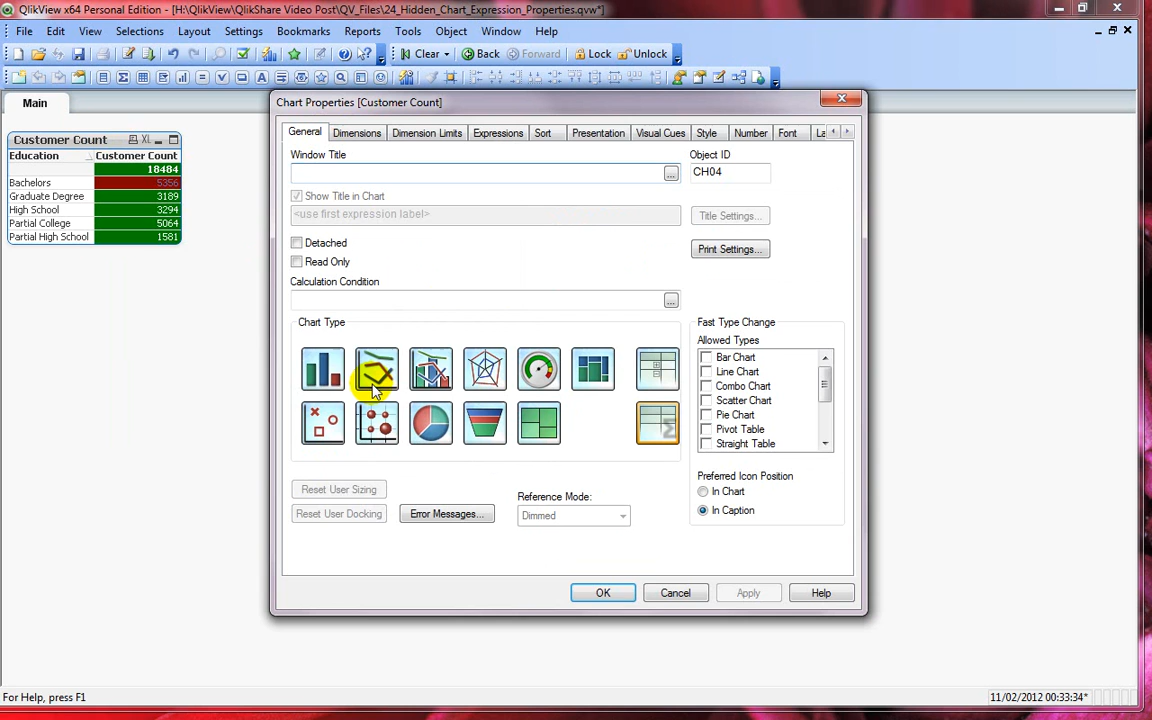 QlikView x64 Personal Edition - [H:\QlikView\QlikShare Video Post\QV_Files\24_Hidden_Chart_Expression_Properties.qvw*]
File Edit View Selections Layout Settings Bookmarks Reports Tools Object Window Help
Clear Back Forward Lock Unlock
Main
Customer Count XL
Education Customer Count
18484
Bachelors 5356
Graduate Degree 3189
High School 3294
Partial College 5064
Partial High School 1581
Chart Properties [Customer Count]
General Dimensions Dimension Limits Expressions Sort Presentation Visual Cues Style Number Font La
Window Title Object ID
... CH04
Show Title in Chart
<use first expression label> Title Settings...
Detached Print Settings...
Read Only
Calculation Condition
...
Chart Type Fast Type Change
Allowed Types
Bar Chart
Line Chart
Combo Chart
Scatter Chart
Pie Chart
Pivot Table
Straight Table
Preferred Icon Position
In Chart
In Caption
Reset User Sizing Reference Mode:
Reset User Docking Error Messages... Dimmed
OK Cancel Apply Help
For Help, press F1 11/02/2012 00:33:34*